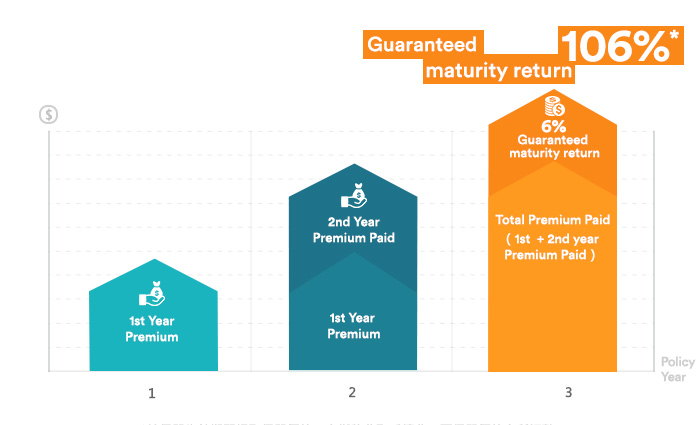 Guaranteed
maturity return
106%*
$
6%
Guaranteed
maturity return
2nd Year
Premium Paid
Total Premium Paid
( 1st + 2nd year
Premium Paid )
1st Year
Premium
1st Year
Premium
Policy
Year
1
2
3